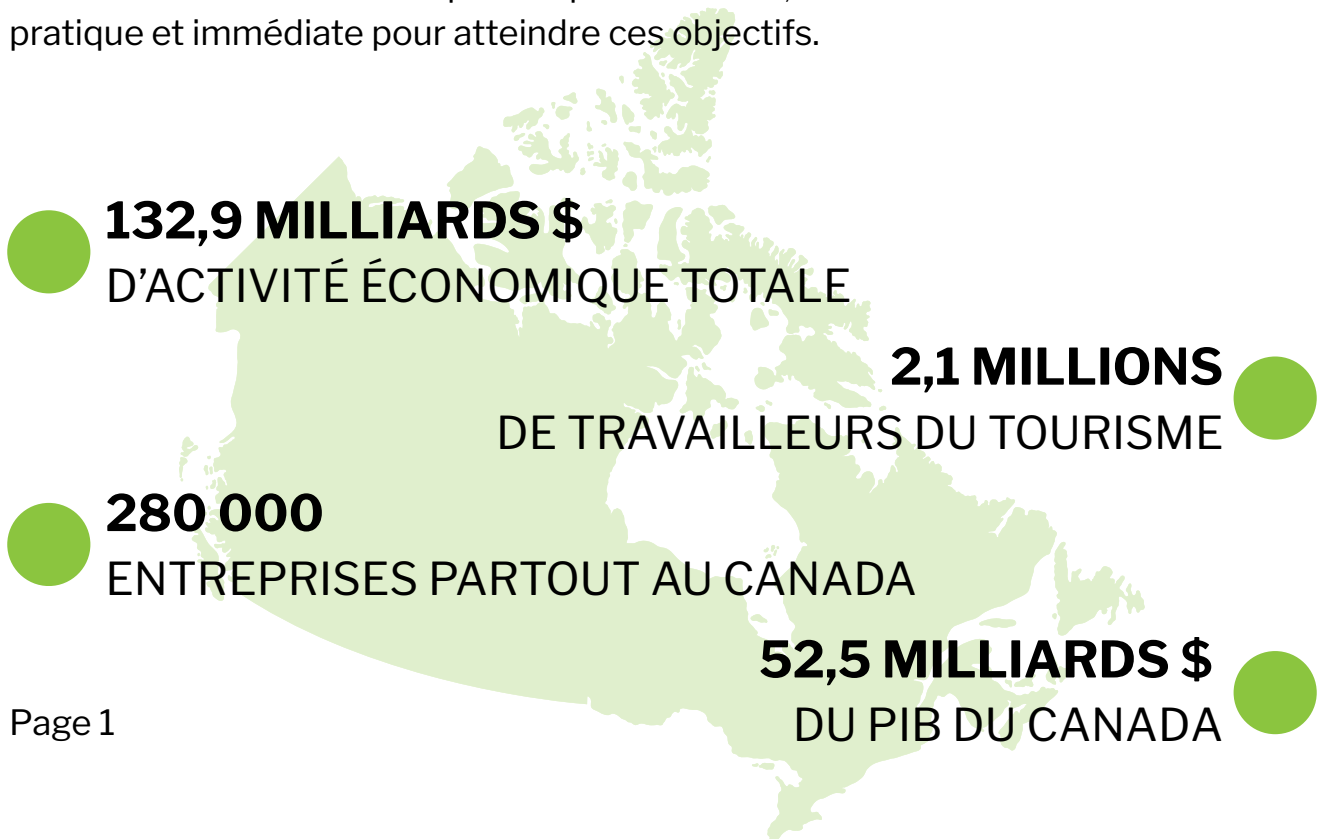 pratique et immédiate pour atteindre ces objectifs.
132,9 MILLIARDS $
D’ACTIVITÉ ÉCONOMIQUE TOTALE
2,1 MILLIONS
DE TRAVAILLEURS DU TOURISME
280 000
ENTREPRISES PARTOUT AU CANADA
52,5 MILLIARDS $
DU PIB DU CANADA
Page 1